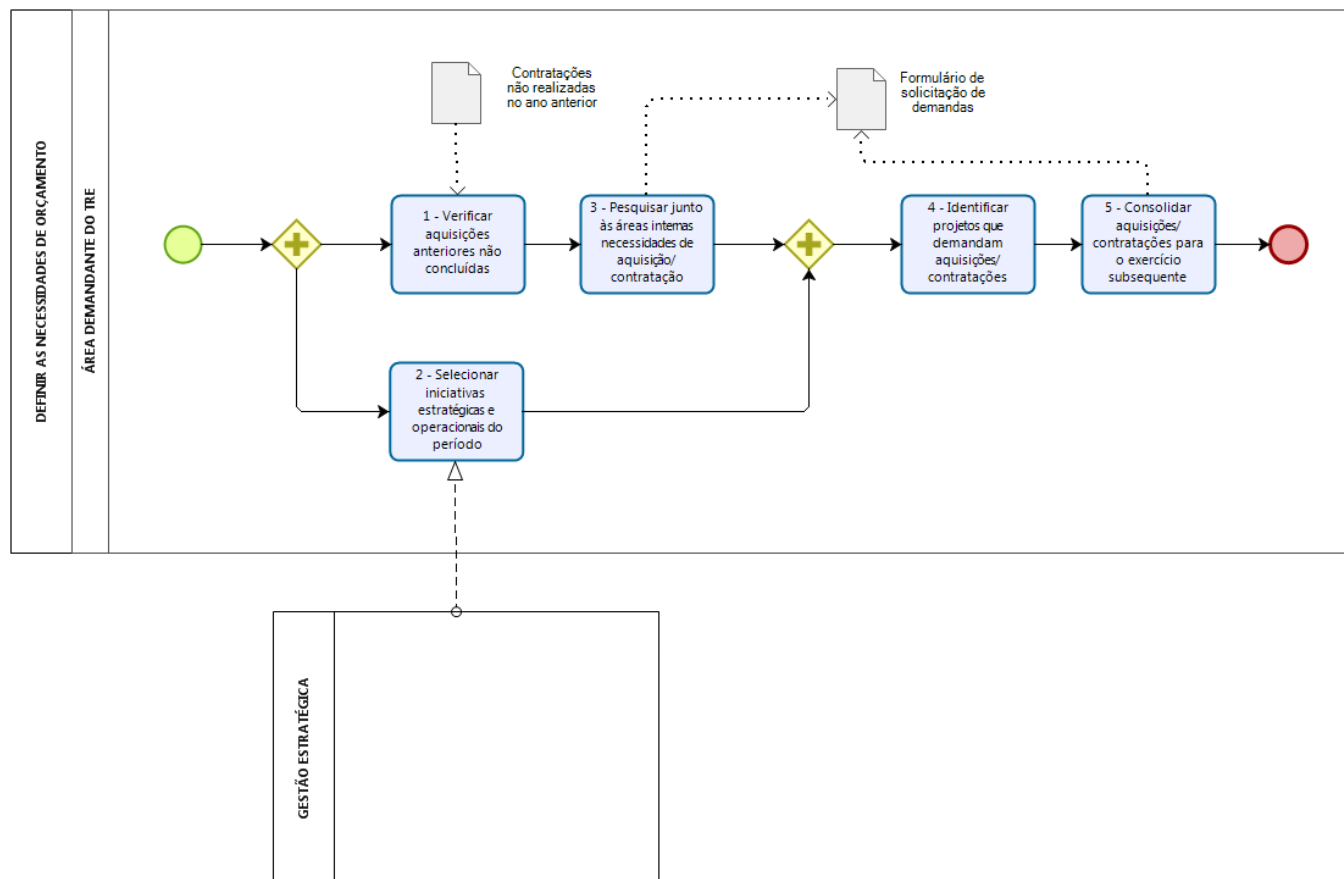 DEFINIR AS NECESSIDADES DE ORÇAMENTO
ÁREA DEMANDANTE DO TRE
Contratações
não realizadas
no ano anterior
Formulário de
solicitação de
demandas
1 - Verificar
aquisições
anteriores não
concluídas
3 - Pesquisar junto
às áreas internas
necessidades de
aquisição/
contratação
4 - Identificar
projetos que
demandam
aquisições/
contratações
5 - Consolidar
aquisições/
contratações para
o exercício
subsequente
2 - Selecionar
iniciativas
estratégicas e
operacionais do
período
GESTÃO ESTRATÉGICA